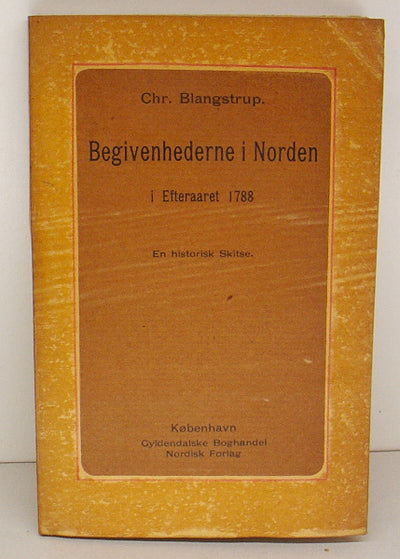 Chr. Blangstrup.
Begivenhederne i Norden
i Efteraaret 1788
En historisk Skitse.
København
Gyldendalske Boghandel
Nordisk Forlag